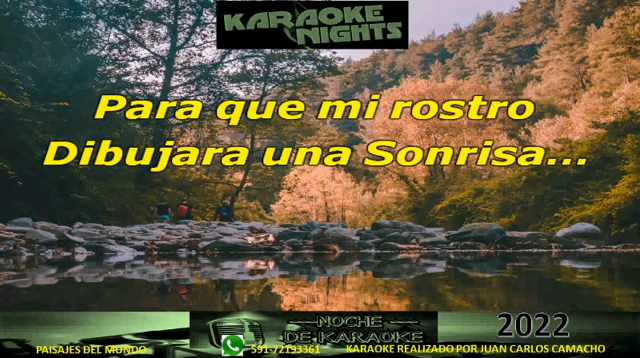 KARAOKE
NIGHTS
Para que mi rostro
Dibujara una Sonrisa...
NOCHE
DE KARAOKE
2022
PAISAJES DEL MUNDO
591-72193361
KARAOKE REALIZADO POR JUAN CARLOS CAMACHO